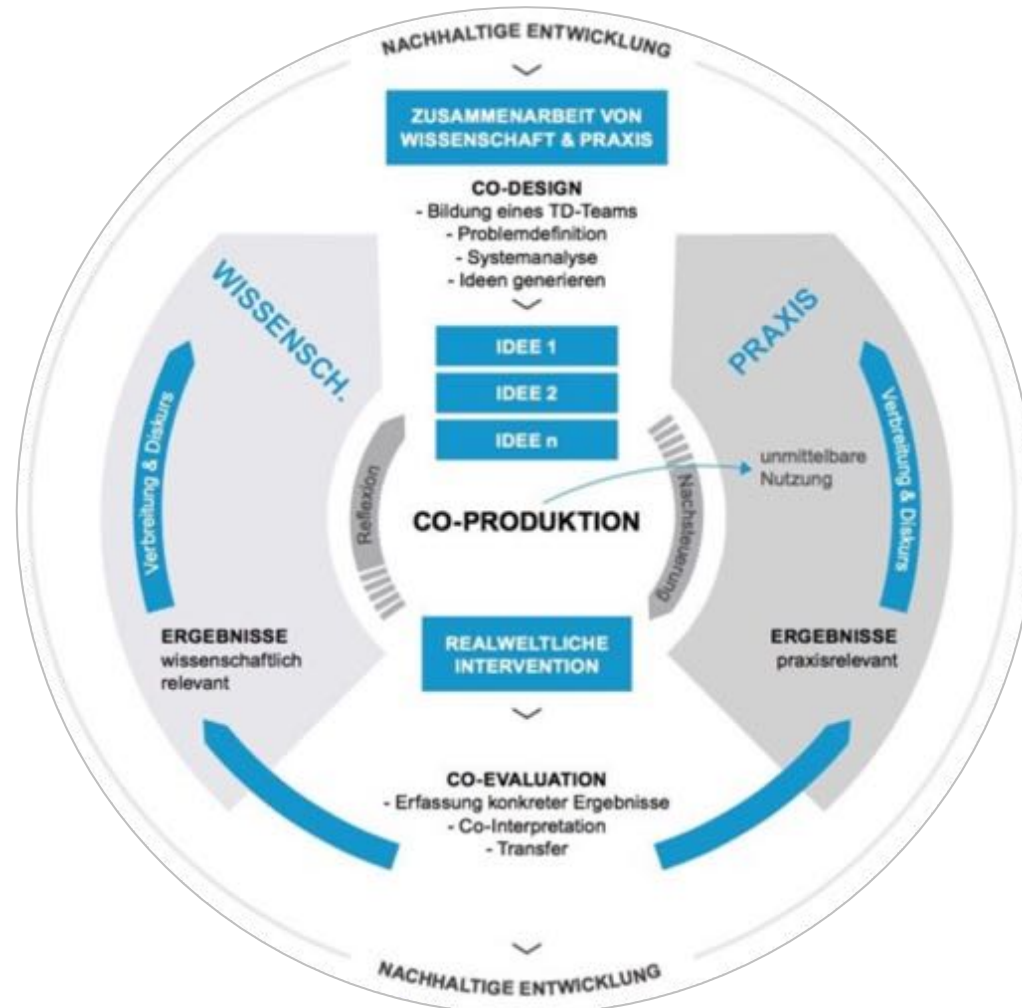 NACHHALTIGE ENTWICKLUNG
ZUSAMMENARBEIT VON
WISSENSCHAFT & PRAXIS
CO-DESIGN
- Bildung eines TD-Teams
- Problemdefinition
- Systemanalyse
- Ideen generieren
WISSENSCH.
PRAXIS
IDEE 1
IDEE 2
IDEE n
Verbreitung & Diskurs
Reflexion
CO-PRODUKTION
Nachsteuerung
unmittelbare
Nutzung
Verbreitung & Diskurs
ERGEBNISSE
wissenschaftlich
relevant
REALWELTLICHE
INTERVENTION
ERGEBNISSE
praxisrelevant
CO-EVALUATION
- Erfassung konkreter Ergebnisse
- Co-Interpretation
- Transfer
NACHHALTIGE ENTWICKLUNG